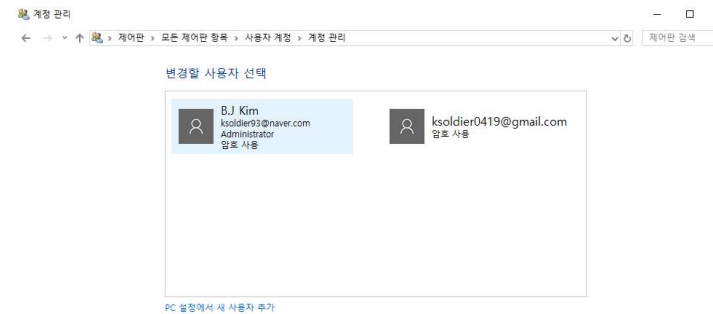 계정 관리
제어판 › 모든 제어판 항목 › 사용자 계정 › 계정 관리
제어판 검색
변경할 사용자 선택
B.J Kim
ksoldier93@naver.com
Administrator
암호 사용
ksoldier0419@gmail.com
암호 사용
PC 설정에서 새 사용자 추가